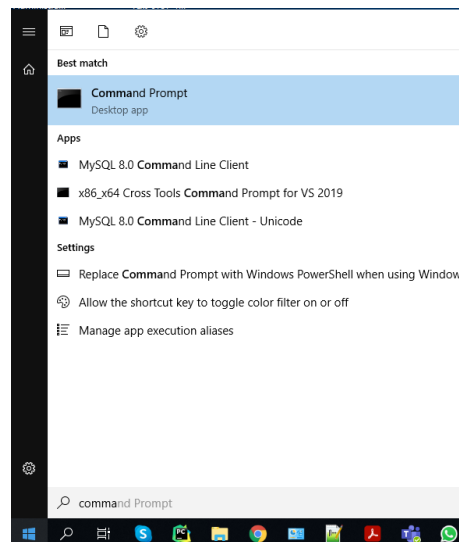 Best match
Command Prompt
Desktop app
Apps
MySQL 8.0 Command Line Client
x86_x64 Cross Tools Command Prompt for VS 2019
MySQL 8.0 Command Line Client - Unicode
Settings
Replace Command Prompt with Windows PowerShell when using Window
Allow the shortcut key to toggle color filter on or off
Manage app execution aliases
command Prompt